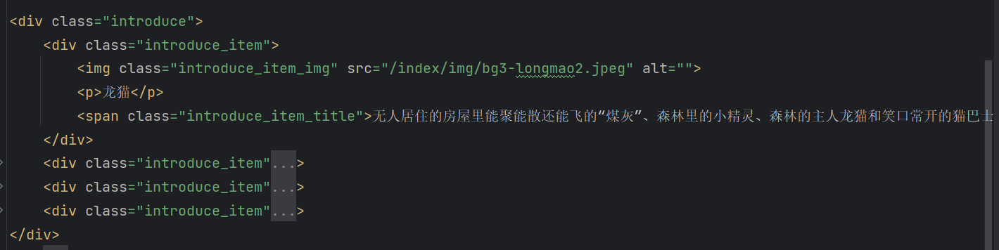 <div class="introduce">
<div class="introduce_item">
<img class="introduce_item_img" src="/index/img/bg3-longmao2.jpeg" alt="">
<p>龙猫</p>
<span class="introduce_item_title">无人居住的房屋里能聚能散还能飞的“煤灰”、森林里的小精灵、森林的主人龙猫和笑口常开的猫巴士
</div>
<div class="introduce_item"...>
<div class="introduce_item"...>
<div class="introduce_item"...>
</div>